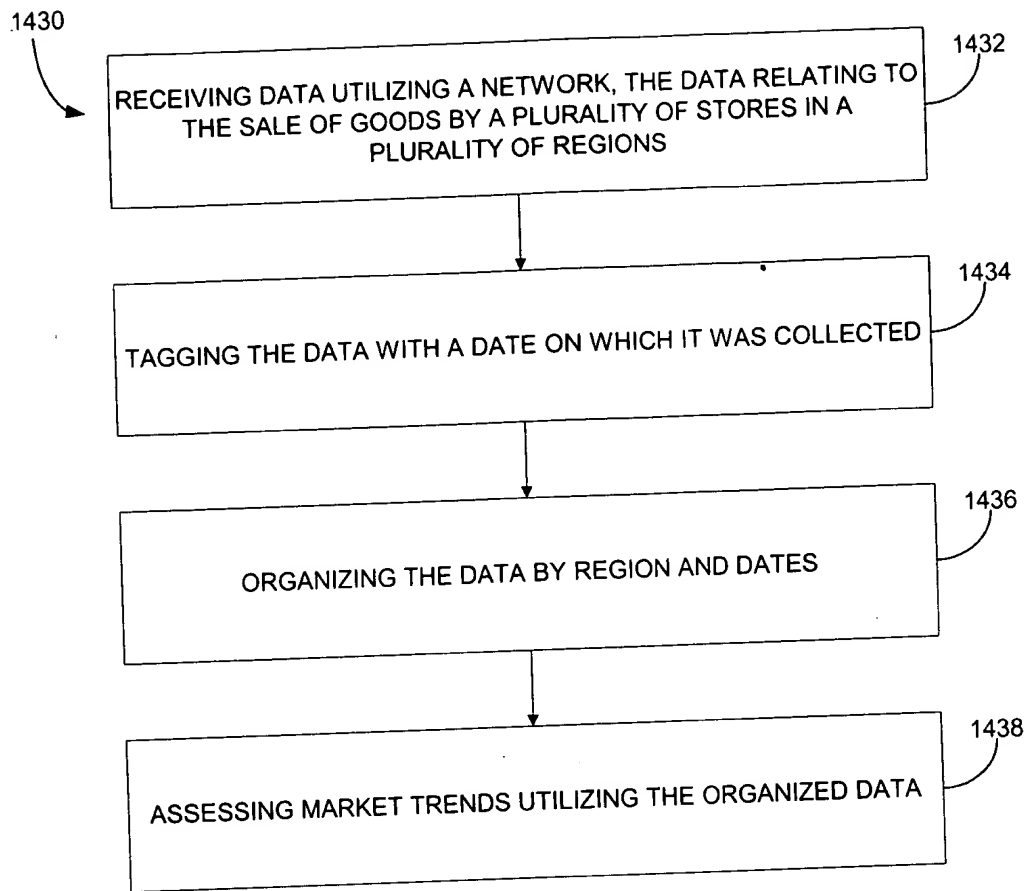 1430
1432
RECEIVING DATA UTILIZING A NETWORK, THE DATA RELATING TO
THE SALE OF GOODS BY A PLURALITY OF STORES IN A
PLURALITY OF REGIONS
1434
TAGGING THE DATA WITH A DATE ON WHICH IT WAS COLLECTED
1436
ORGANIZING THE DATA BY REGION AND DATES
1438
ASSESSING MARKET TRENDS UTILIZING THE ORGANIZED DATA